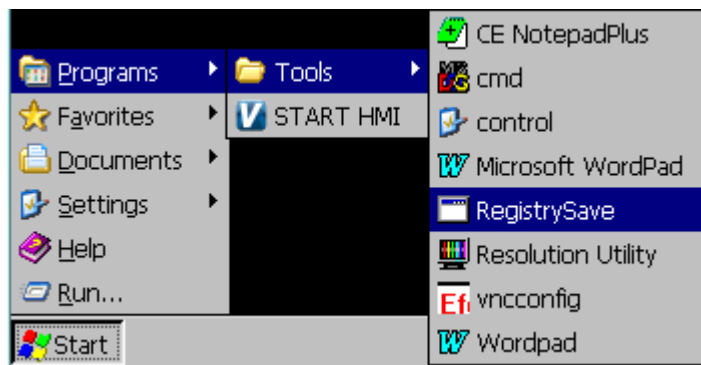 Programs
Favorites
Documents
Settings
Help
Run...
Start
Tools
START HMI
CE NotepadPlus
cmd
control
Microsoft WordPad
RegistrySave
Resolution Utility
vncconfig
Wordpad